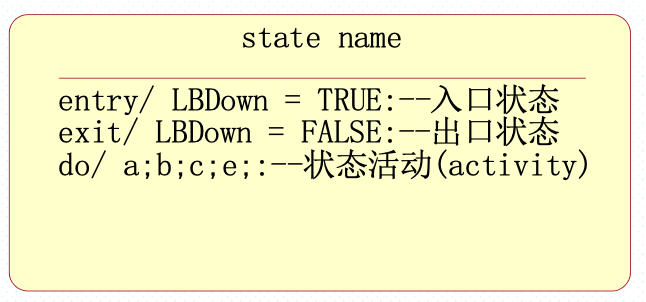 state name
entry/ LBDown = TRUE:--入口状态
exit/ LBDown = FALSE:--出口状态
do/ a;b;c;e;:--状态活动(activity)